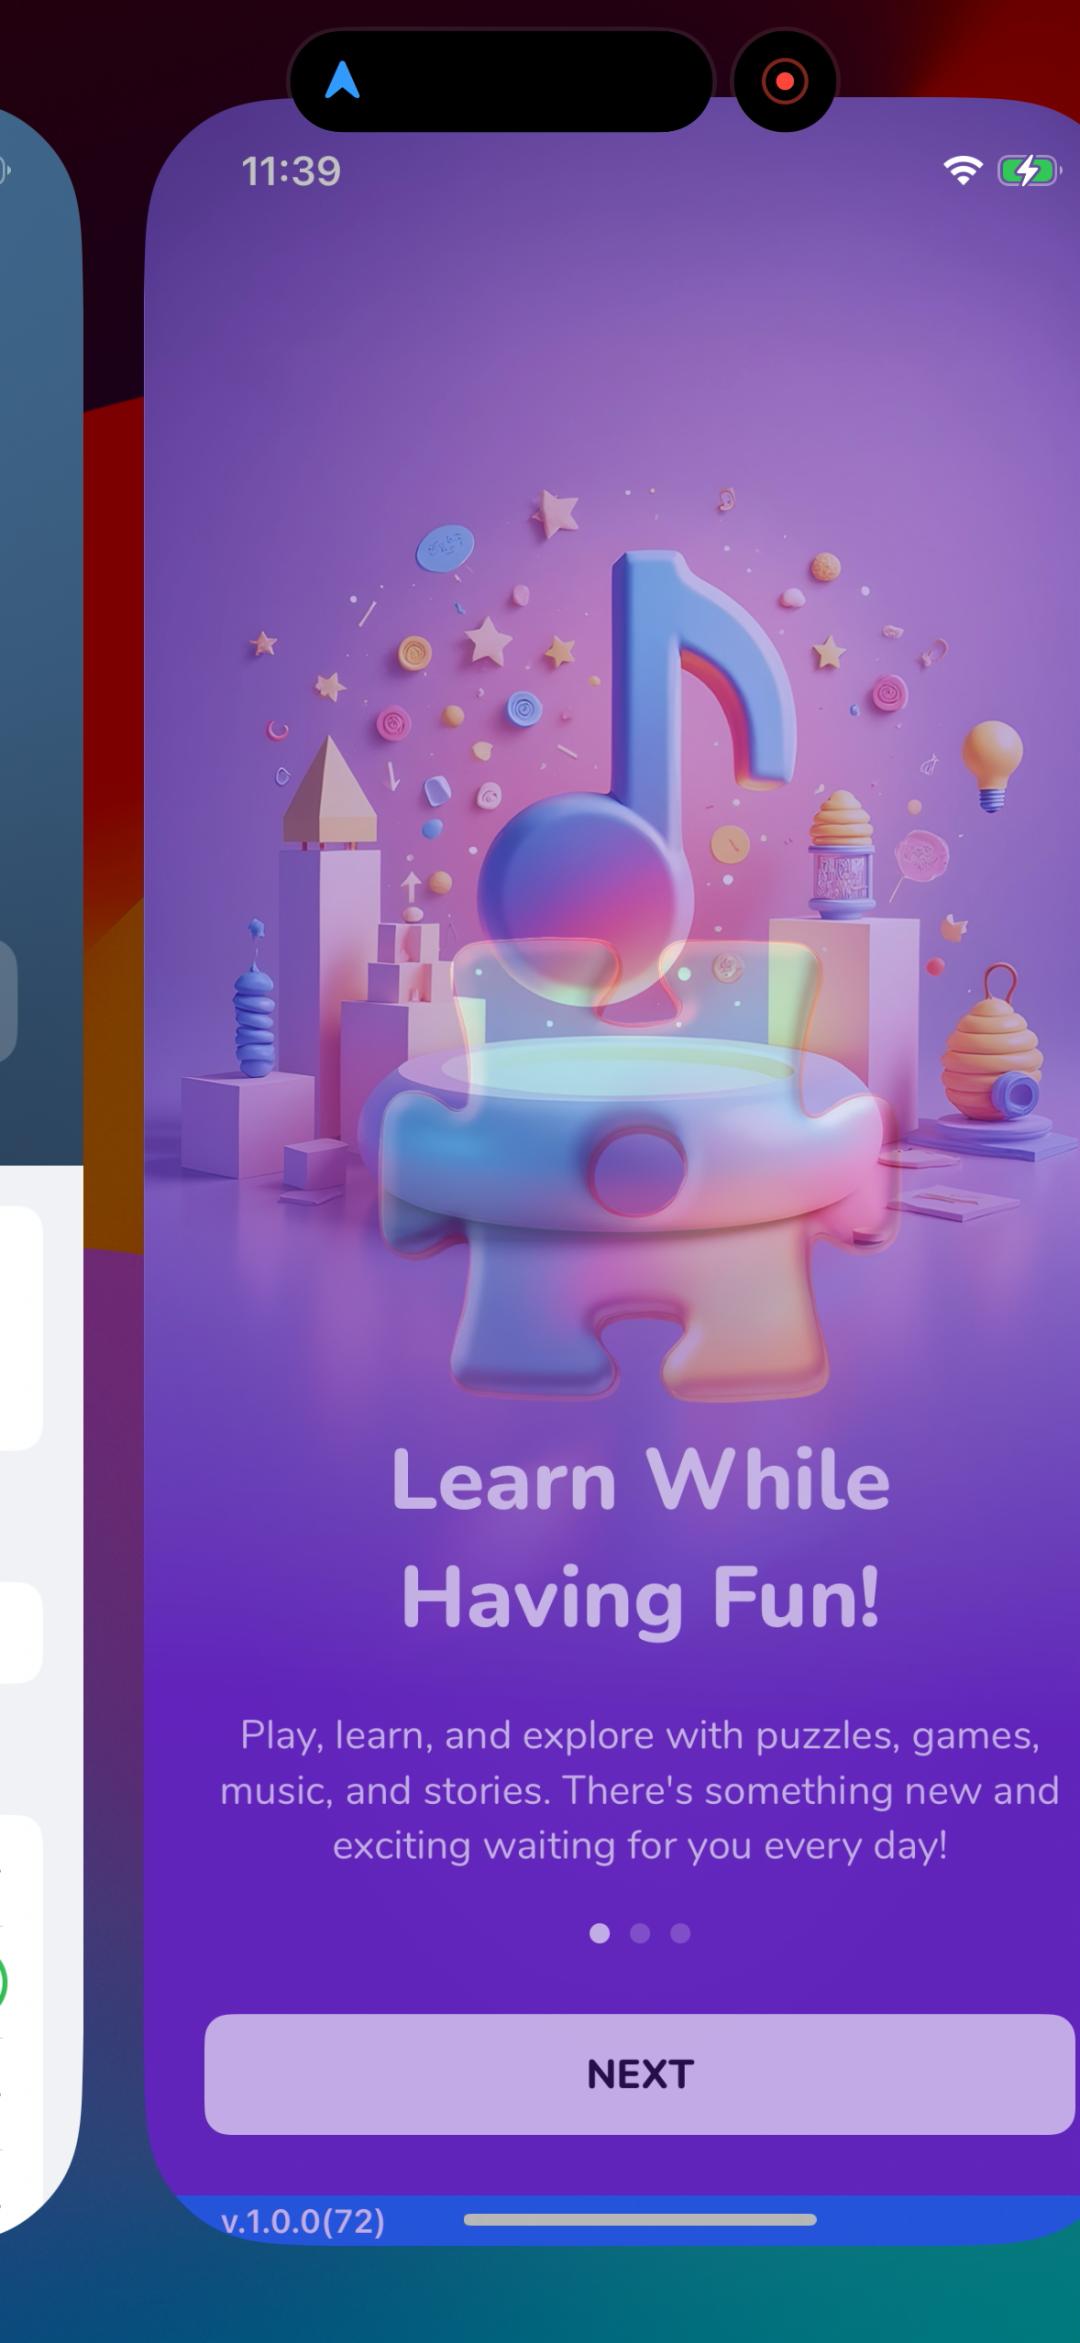 11:39
Learn While
Having Fun!
Play, learn, and explore with puzzles, games,
music, and stories. There's something new and
exciting waiting for you every day!
NEXT
v.1.0.0(72)